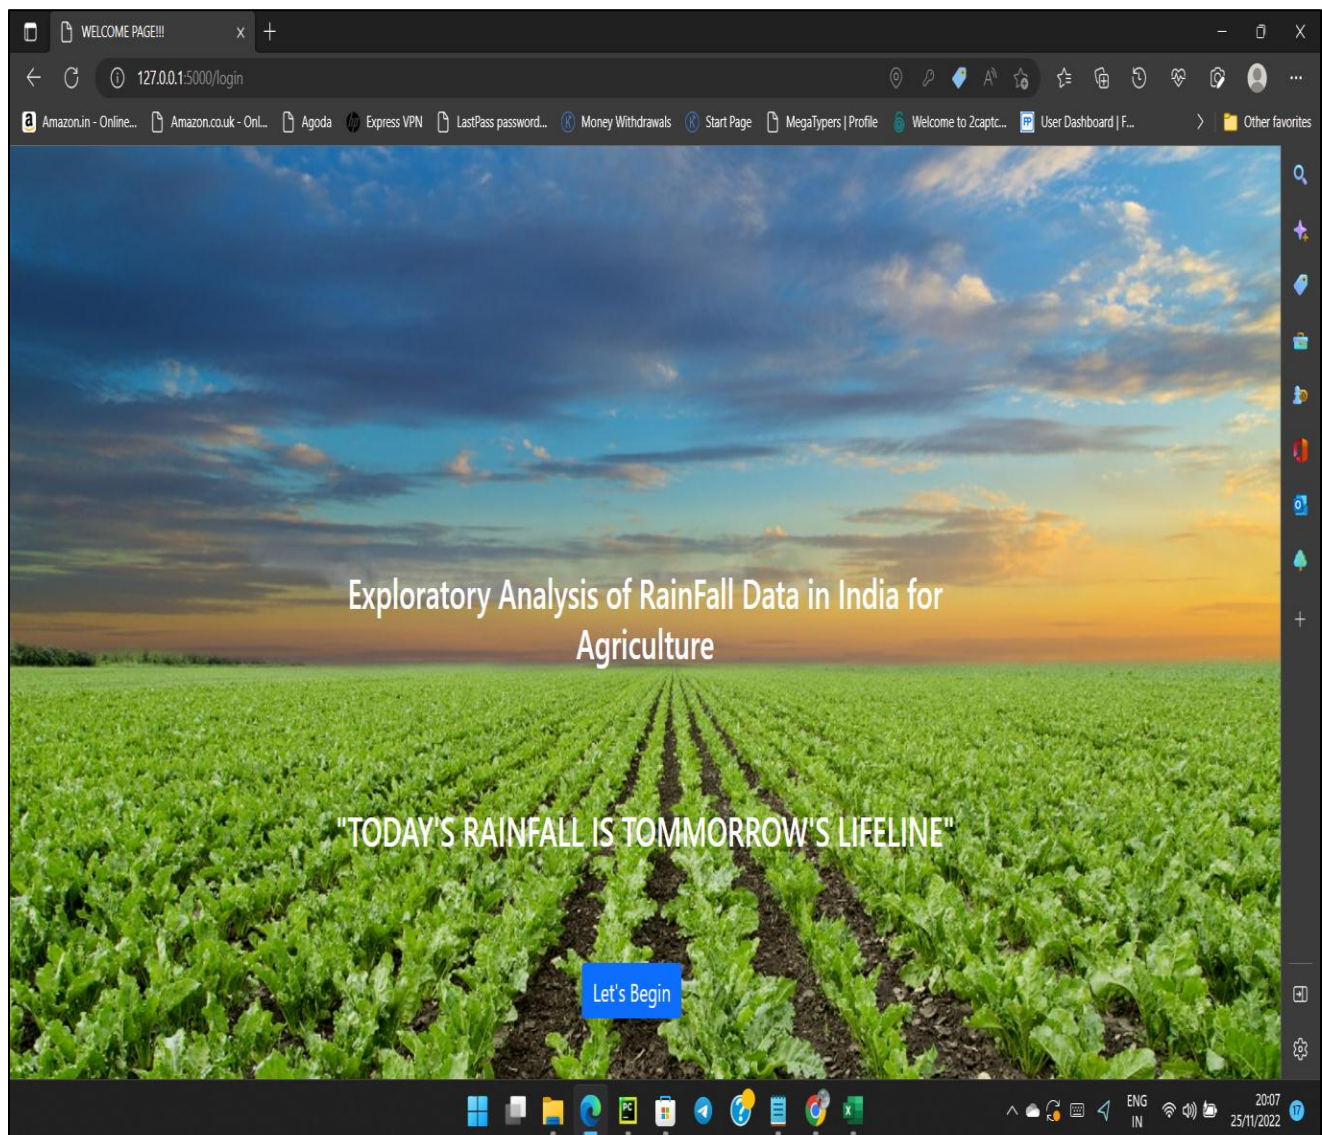 WELCOME PAGE!!!
127.0.0.1:5000/login
Amazon.in - Online... Amazon.co.uk - Onl... Agoda Express VPN LastPass password... Money Withdrawals Start Page MegaTypers | Profile Welcome to 2captc... User Dashboard | F... Other favorites
Exploratory Analysis of RainFall Data in India for
Agriculture
"TODAY'S RAINFALL IS TOMMORROW'S LIFELINE"
Let's Begin
ENG
IN
20:07
25/11/2022
17